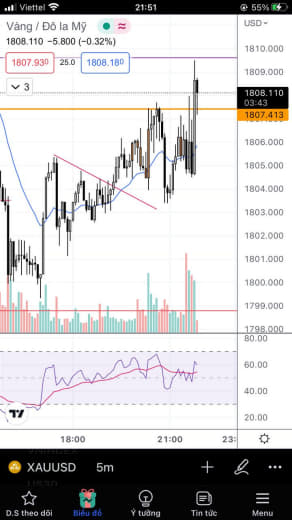 Viettel 21:51 55%
Vàng / Đô la Mỹ
USD
1808.110 −5.800 (−0.32%)
1807.930 25.0 1808.180
3
1810.000
1809.000
1808.110
03:43
1807.413
1806.000
1805.000
1804.000
1803.000
1802.000
1801.000
1800.000
1799.000
1798.000
80.00
60.00
40.00
20.00
18:00 21:00 23:
XAUUSD 5m
D.S theo dõi Biểu đồ Ý tưởng Tin tức Menu